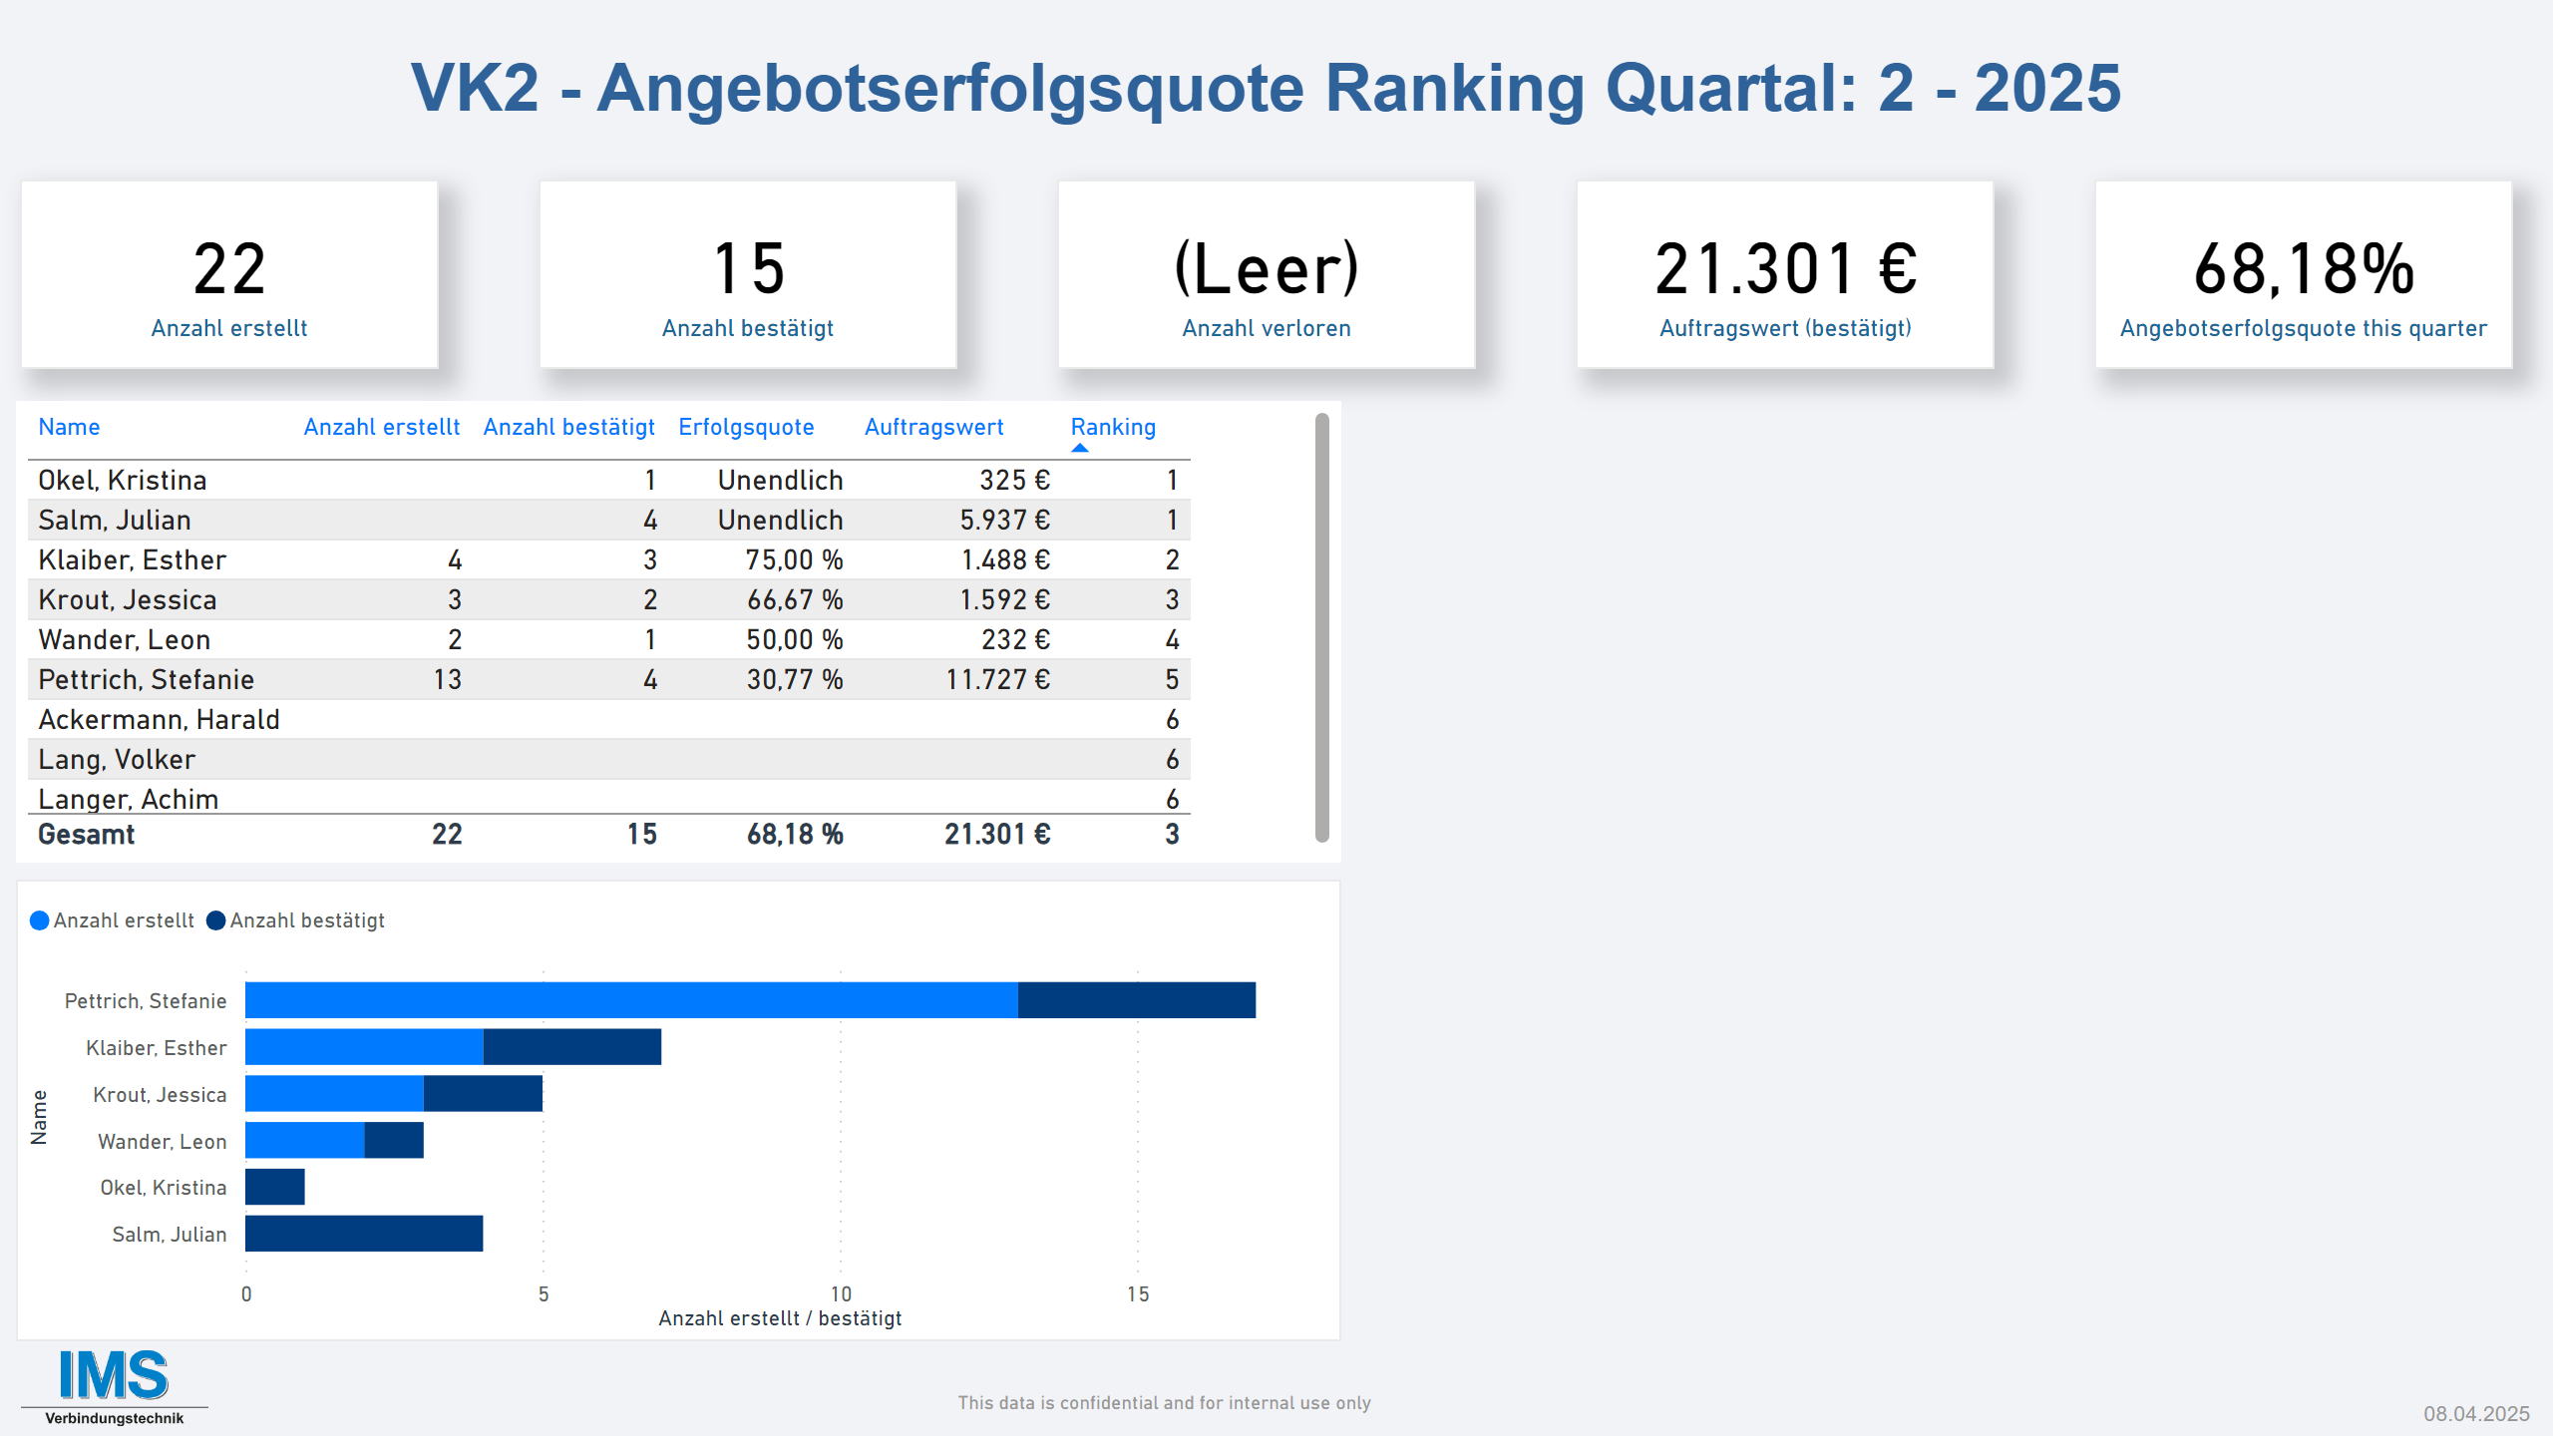 VK2 - Angebotserfolgsquote Ranking Quartal: 2 - 2025
22
Anzahl erstellt
15
Anzahl bestätigt
(Leer)
Anzahl verloren
21.301 €
Auftragswert (bestätigt)
68,18%
Angebotserfolgsquote this quarter
Name Anzahl erstellt Anzahl bestätigt Erfolgsquote Auftragswert Ranking
Okel, Kristina 1 Unendlich 325 € 1
Salm, Julian 4 Unendlich 5.937 € 1
Klaiber, Esther 4 3 75,00 % 1.488 € 2
Krout, Jessica 3 2 66,67 % 1.592 € 3
Wander, Leon 2 1 50,00 % 232 € 4
Pettrich, Stefanie 13 4 30,77 % 11.727 € 5
Ackermann, Harald 6
Lang, Volker 6
Langer, Achim 6
Gesamt 22 15 68,18 % 21.301 € 3
Anzahl erstellt Anzahl bestätigt
Name
Pettrich, Stefanie
Klaiber, Esther
Krout, Jessica
Wander, Leon
Okel, Kristina
Salm, Julian
0 5 10 15
Anzahl erstellt / bestätigt
IMS
Verbindungstechnik
This data is confidential and for internal use only
08.04.2025